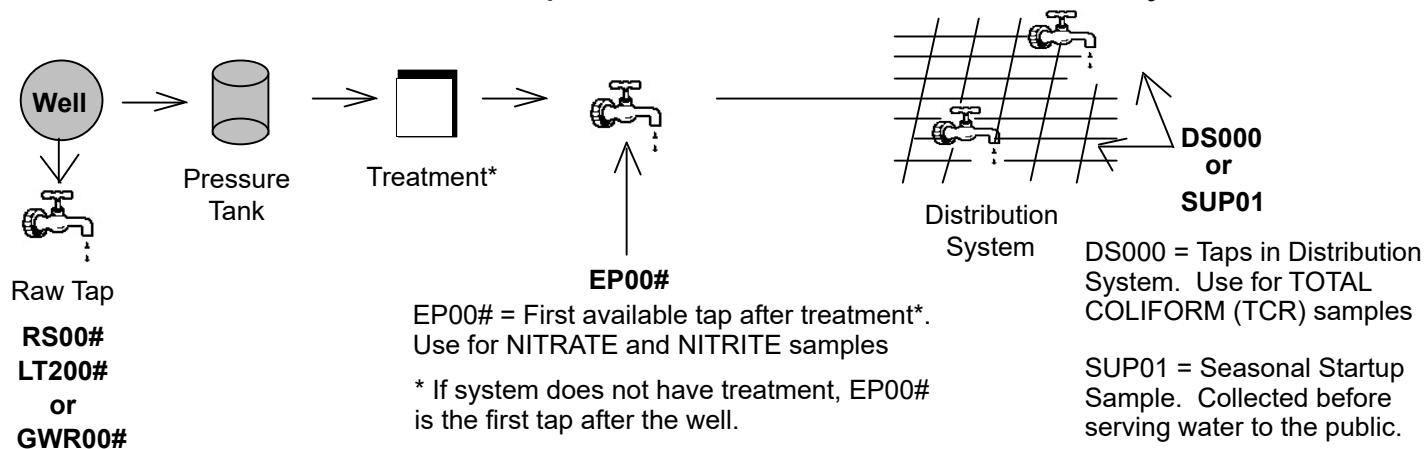 Well
Pressure
Tank
Treatment*
Raw Tap
RS00#
LT200#
or
GWR00#
EP00#
EP00# = First available tap after treatment*.
Use for NITRATE and NITRITE samples
* If system does not have treatment, EP00#
is the first tap after the well.
Distribution
System
DS000
or
SUP01
DS000 = Taps in Distribution
System. Use for TOTAL
COLIFORM (TCR) samples
SUP01 = Seasonal Startup
Sample. Collected before
serving water to the public.